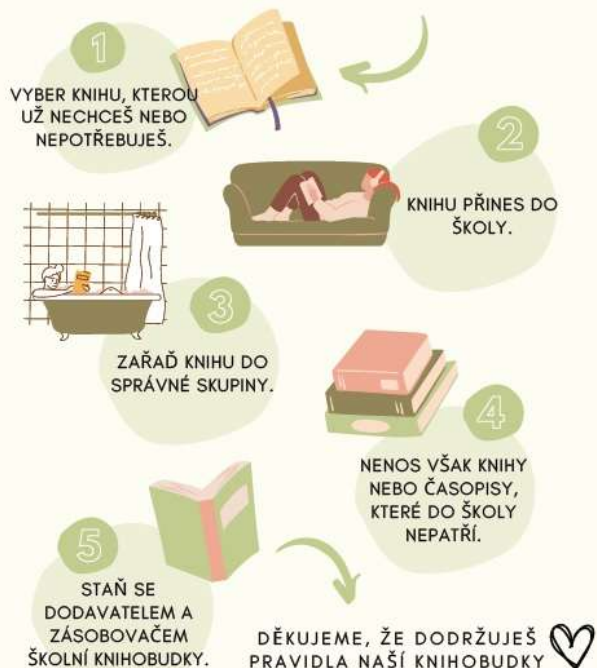 1
VYBER KNIHU, KTEROU
UŽ NECHCEŠ NEBO
NEPOTŘEBUJEŠ.
2
KNIHU PŘINES DO
ŠKOLY.
3
ZAŘAĎ KNIHU DO
SPRÁVNÉ SKUPINY.
4
NENOS VŠAK KNIHY
NEBO ČASOPISY,
KTERÉ DO ŠKOLY
NEPATŘÍ.
5
STAŇ SE
DODAVATELEM A
ZÁSOBOVAČEM
ŠKOLNÍ KNIHOBUDKY.
DĚKUJEME, ŽE DODRŽUJEŠ
PRAVIDLA NAŠÍ KNIHOBUDKY